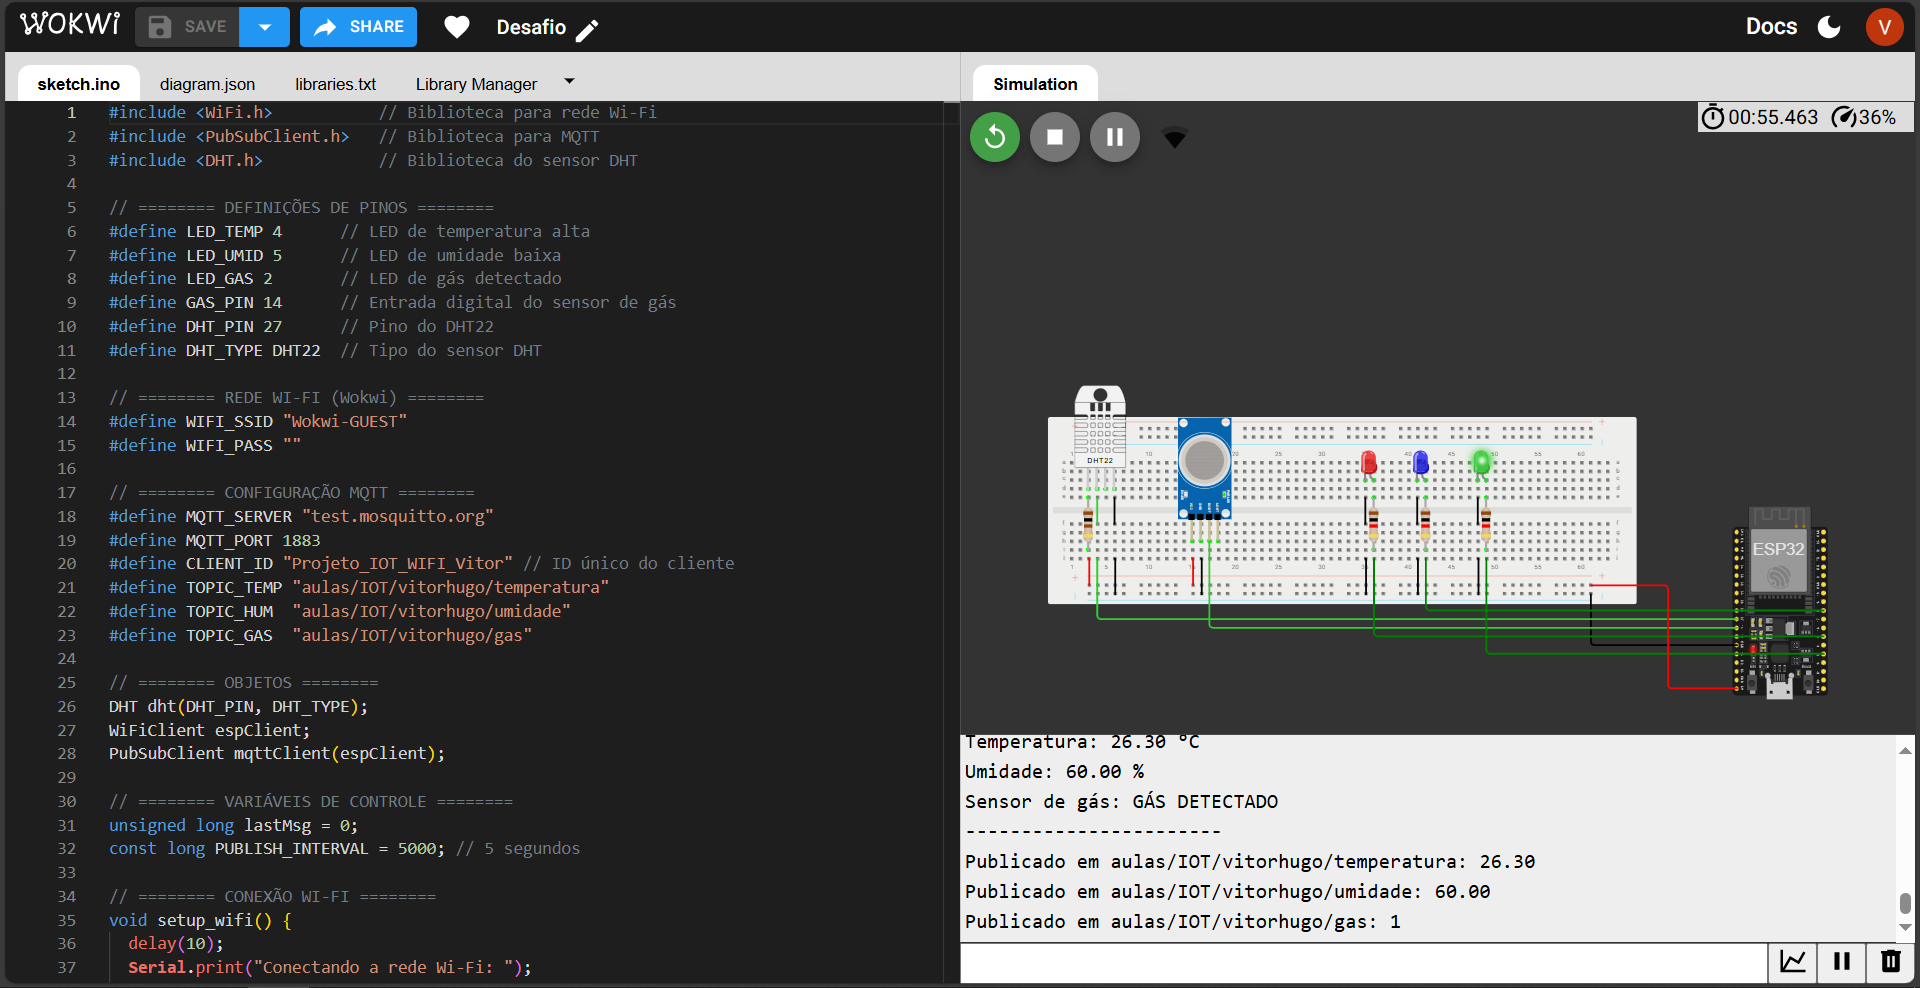 WOKWi
SAVE
SHARE
Desafio
Docs
V
sketch.ino
diagram.json
libraries.txt
Library Manager
1 #include <WiFi.h> // Biblioteca para rede Wi-Fi
2 #include <PubSubClient.h> // Biblioteca para MQTT
3 #include <DHT.h> // Biblioteca do sensor DHT
4
5 // ======== DEFINIÇÕES DE PINOS ========
6 #define LED_TEMP 4 // LED de temperatura alta
7 #define LED_UMID 5 // LED de umidade baixa
8 #define LED_GAS 2 // LED de gás detectado
9 #define GAS_PIN 14 // Entrada digital do sensor de gás
10 #define DHT_PIN 27 // Pino do DHT22
11 #define DHT_TYPE DHT22 // Tipo do sensor DHT
12
13 // ======== REDE WI-FI (Wokwi) ========
14 #define WIFI_SSID "Wokwi-GUEST"
15 #define WIFI_PASS ""
16
17 // ======== CONFIGURAÇÃO MQTT ========
18 #define MQTT_SERVER "test.mosquitto.org"
19 #define MQTT_PORT 1883
20 #define CLIENT_ID "Projeto_IOT_WIFI_Vitor" // ID único do cliente
21 #define TOPIC_TEMP "aulas/IOT/vitorhugo/temperatura"
22 #define TOPIC_HUM "aulas/IOT/vitorhugo/umidade"
23 #define TOPIC_GAS "aulas/IOT/vitorhugo/gas"
24
25 // ======== OBJETOS ========
26 DHT dht(DHT_PIN, DHT_TYPE);
27 WiFiClient espClient;
28 PubSubClient mqttClient(espClient);
29
30 // ======== VARIÁVEIS DE CONTROLE ========
31 unsigned long lastMsg = 0;
32 const long PUBLISH_INTERVAL = 5000; // 5 segundos
33
34 // ======== CONEXÃO WI-FI ========
35 void setup_wifi() {
36 delay(10);
37 Serial.print("Conectando a rede Wi-Fi: ");
Simulation
00:55.463
36%
DHT22
ESP32
Temperatura: 26.30 ºC
Umidade: 60.00 %
Sensor de gás: GÁS DETECTADO
-----------------------
Publicado em aulas/IOT/vitorhugo/temperatura: 26.30
Publicado em aulas/IOT/vitorhugo/umidade: 60.00
Publicado em aulas/IOT/vitorhugo/gas: 1